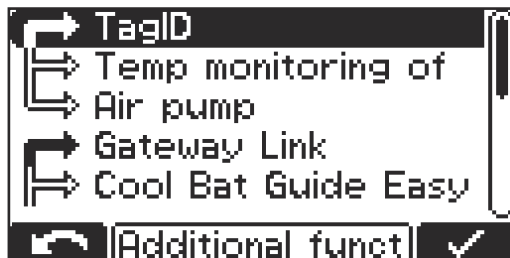 TagID
Temp monitoring of
Air pump
Gateway Link
Cool Bat Guide Easy
Additional funct